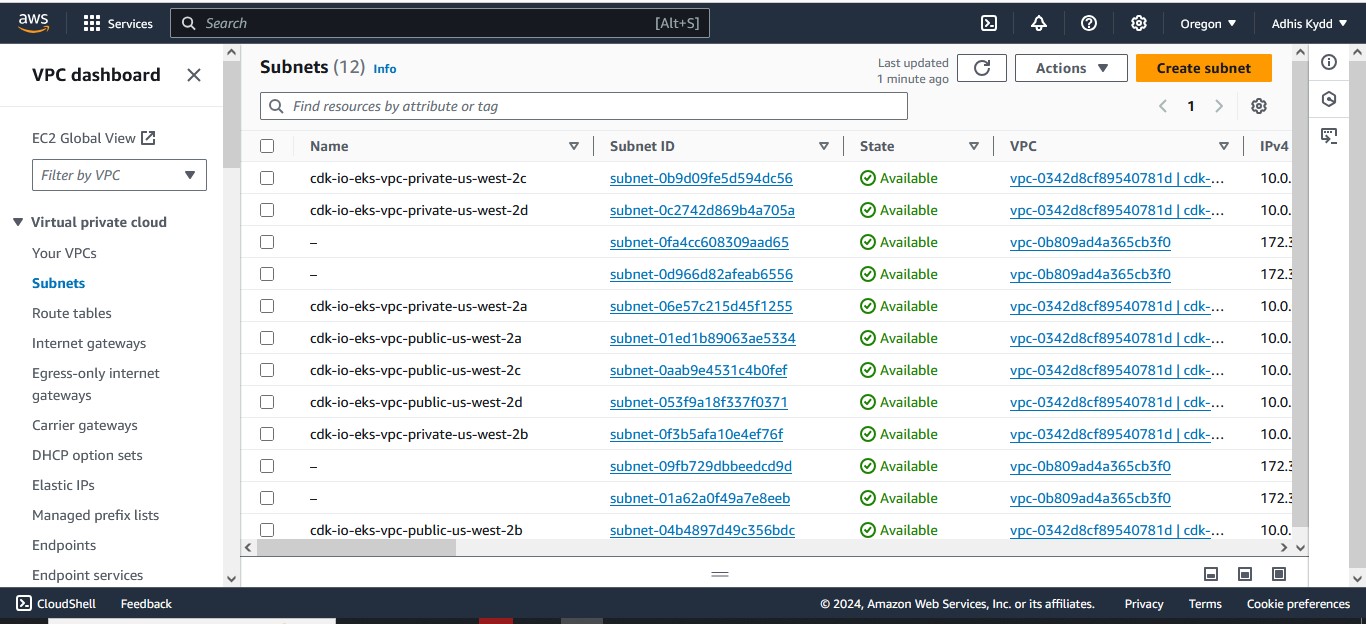 aws
Services
Search [Alt+S]
Oregon
Adhis Kydd
VPC dashboard
EC2 Global View
Filter by VPC
Virtual private cloud
Your VPCs
Subnets
Route tables
Internet gateways
Egress-only internet
gateways
Carrier gateways
DHCP option sets
Elastic IPs
Managed prefix lists
Endpoints
Endpoint services
Subnets (12) Info
Last updated
1 minute ago
Actions
Create subnet
Find resources by attribute or tag
1
Name Subnet ID State VPC IPv4
cdk-io-eks-vpc-private-us-west-2c subnet-0b9d09fe5d594dc56 Available vpc-0342d8cf89540781d | cdk-... 10.0.
cdk-io-eks-vpc-private-us-west-2d subnet-0c2742d869b4a705a Available vpc-0342d8cf89540781d | cdk-... 10.0.
– subnet-0fa4cc608309aad65 Available vpc-0b809ad4a365cb3f0 172.3
– subnet-0d966d82afeab6556 Available vpc-0b809ad4a365cb3f0 172.3
cdk-io-eks-vpc-private-us-west-2a subnet-06e57c215d45f1255 Available vpc-0342d8cf89540781d | cdk-... 10.0.
cdk-io-eks-vpc-public-us-west-2a subnet-01ed1b89063ae5334 Available vpc-0342d8cf89540781d | cdk-... 10.0.
cdk-io-eks-vpc-public-us-west-2c subnet-0aab9e4531c4b0fef Available vpc-0342d8cf89540781d | cdk-... 10.0.
cdk-io-eks-vpc-public-us-west-2d subnet-053f9a18f337f0371 Available vpc-0342d8cf89540781d | cdk-... 10.0.
cdk-io-eks-vpc-private-us-west-2b subnet-0f3b5afa10e4ef76f Available vpc-0342d8cf89540781d | cdk-... 10.0.
– subnet-09fb729dbbeedcd9d Available vpc-0b809ad4a365cb3f0 172.3
– subnet-01a62a0f49a7e8eeb Available vpc-0b809ad4a365cb3f0 172.3
cdk-io-eks-vpc-public-us-west-2b subnet-04b4897d49c356bdc Available vpc-0342d8cf89540781d | cdk-... 10.0.
CloudShell Feedback © 2024, Amazon Web Services, Inc. or its affiliates. Privacy Terms Cookie preferences